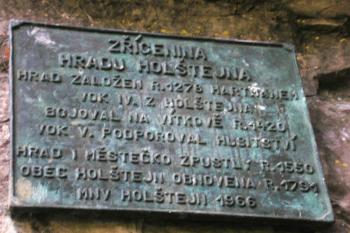 ZŘÍCENINA
HRADU HOLŠTEJNA
HRAD ZALOŽEN R.1278 HARTMANEM
VOK IV. Z HOLŠTEJNA
BOJOVAL NA VÍTKOVĚ R.1420
VOK V. PODPOROVAL HUSITSTVÍ
HRAD I MĚSTEČKO ZPUSTLY R.1550
OBEC HOLŠTEJN OBNOVENA R.1791
MNV HOLŠTEJN 1966